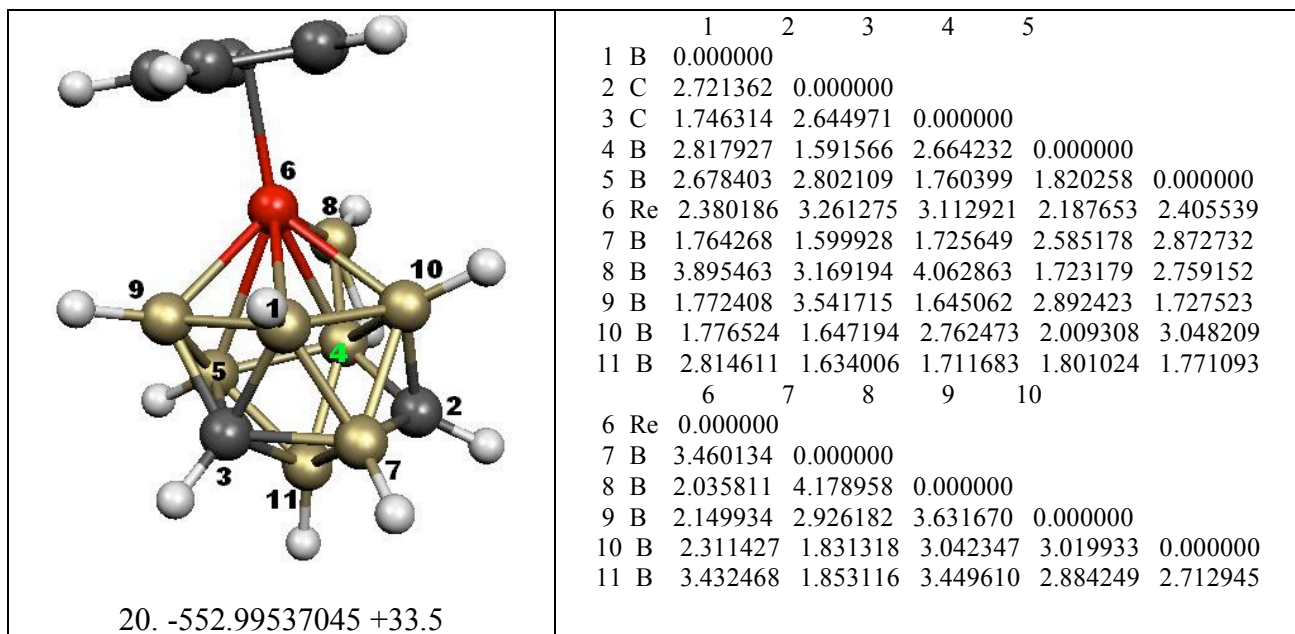 6
8
10
9
1
4
5
2
3
7
11
20. -552.99537045 +33.5
1 2 3 4 5
1 B 0.000000
2 C 2.721362 0.000000
3 C 1.746314 2.644971 0.000000
4 B 2.817927 1.591566 2.664232 0.000000
5 B 2.678403 2.802109 1.760399 1.820258 0.000000
6 Re 2.380186 3.261275 3.112921 2.187653 2.405539
7 B 1.764268 1.599928 1.725649 2.585178 2.872732
8 B 3.895463 3.169194 4.062863 1.723179 2.759152
9 B 1.772408 3.541715 1.645062 2.892423 1.727523
10 B 1.776524 1.647194 2.762473 2.009308 3.048209
11 B 2.814611 1.634006 1.711683 1.801024 1.771093
6 7 8 9 10
6 Re 0.000000
7 B 3.460134 0.000000
8 B 2.035811 4.178958 0.000000
9 B 2.149934 2.926182 3.631670 0.000000
10 B 2.311427 1.831318 3.042347 3.019933 0.000000
11 B 3.432468 1.853116 3.449610 2.884249 2.712945